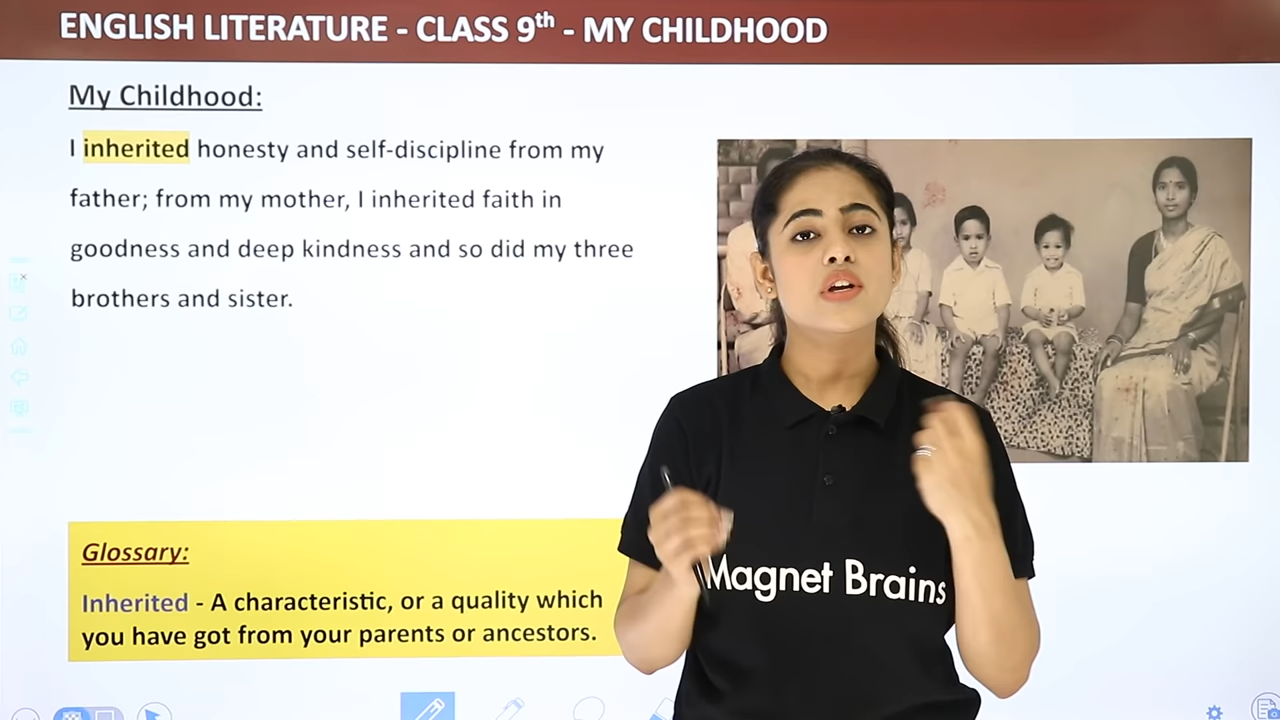 ENGLISH LITERATURE - CLASS 9th - MY CHILDHOOD
My Childhood:
I inherited honesty and self-discipline from my
father; from my mother, I inherited faith in
goodness and deep kindness and so did my three
brothers and sister.
Glossary:
Inherited - A characteristic, or a quality which
you have got from your parents or ancestors.
Magnet Brains